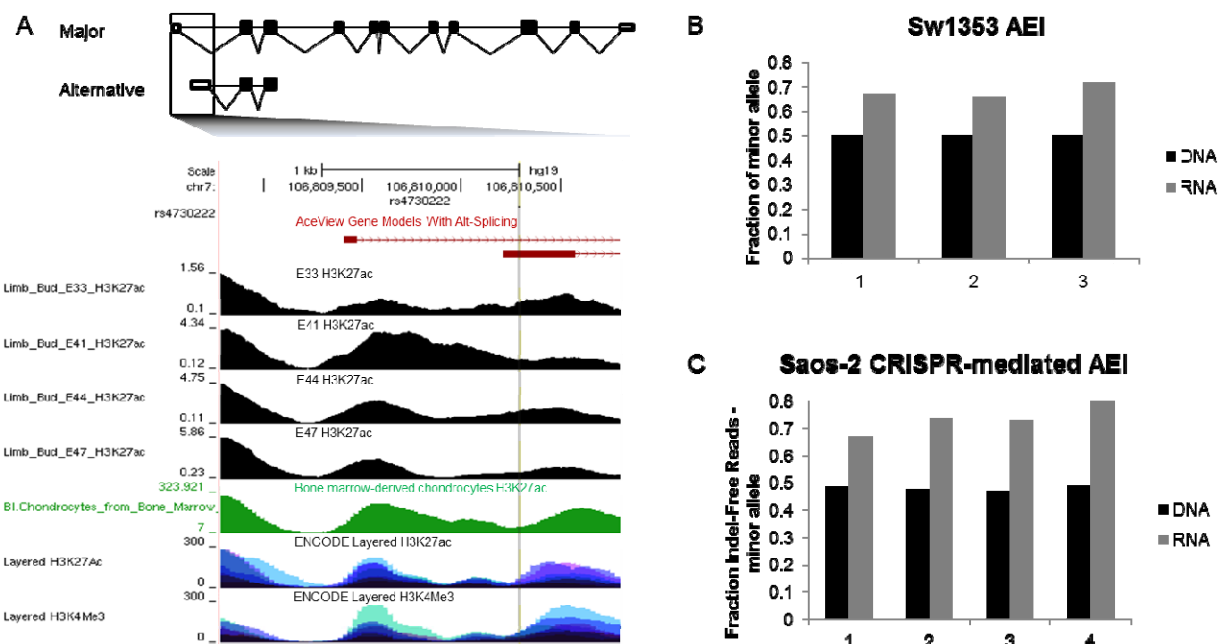 A
Major
Alternative
Scale
1 kb
hg19
chr7:
106,809,500
106,810,000
106,810,500
rs4730222
rs4730222
AceView Gene Models With Alt-Splicing
1.56
E33 H3K27ac
Limb_Bud_E33_H3K27ac
0.1
4.34
E41 H3K27ac
Limb_Bud_E41_H3K27ac
0.12
4.75
E44 H3K27ac
Limb_Bud_E44_H3K27ac
0.11
5.86
E47 H3K27ac
Limb_Bud_E47_H3K27ac
0.23
323.921
Bone marrow-derived chondrocytes H3K27ac
BI.Chondrocytes_from_Bone_Marrow.
7
300
ENCODE Layered H3K27ac
Layered H3K27Ac
0
300
ENCODE Layered H3K4Me3
Layered H3K4Me3
0
B
Sw1353 AEI
Fraction of minor allele
0.8
0.7
0.6
0.5
0.4
0.3
0.2
0.1
0
1
2
3
DNA
RNA
C
Saos-2 CRISPR-mediated AEI
Fraction Indel-Free Reads -
minor allele
0.8
0.7
0.6
0.5
0.4
0.3
0.2
0.1
0
1
2
3
4
DNA
RNA